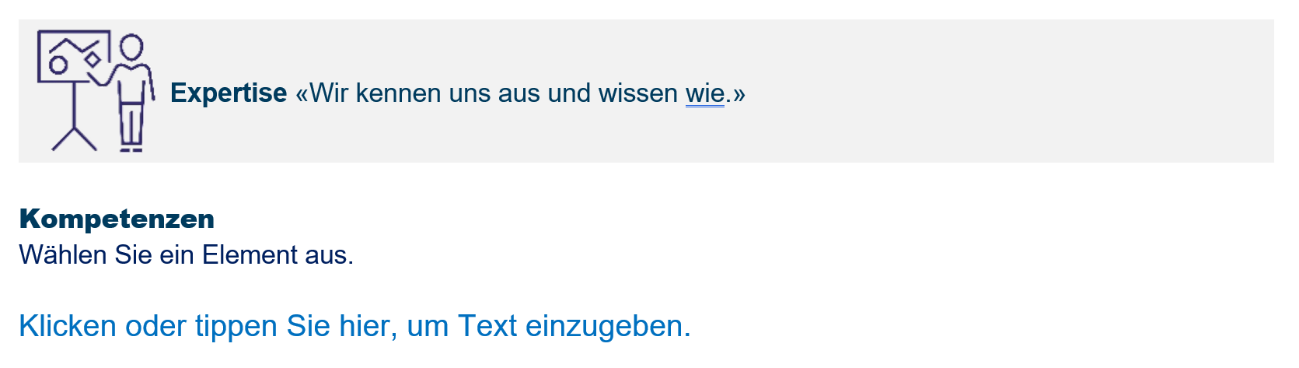 Expertise «Wir kennen uns aus und wissen wie.»
Kompetenzen
Wählen Sie ein Element aus.
Klicken oder tippen Sie hier, um Text einzugeben.